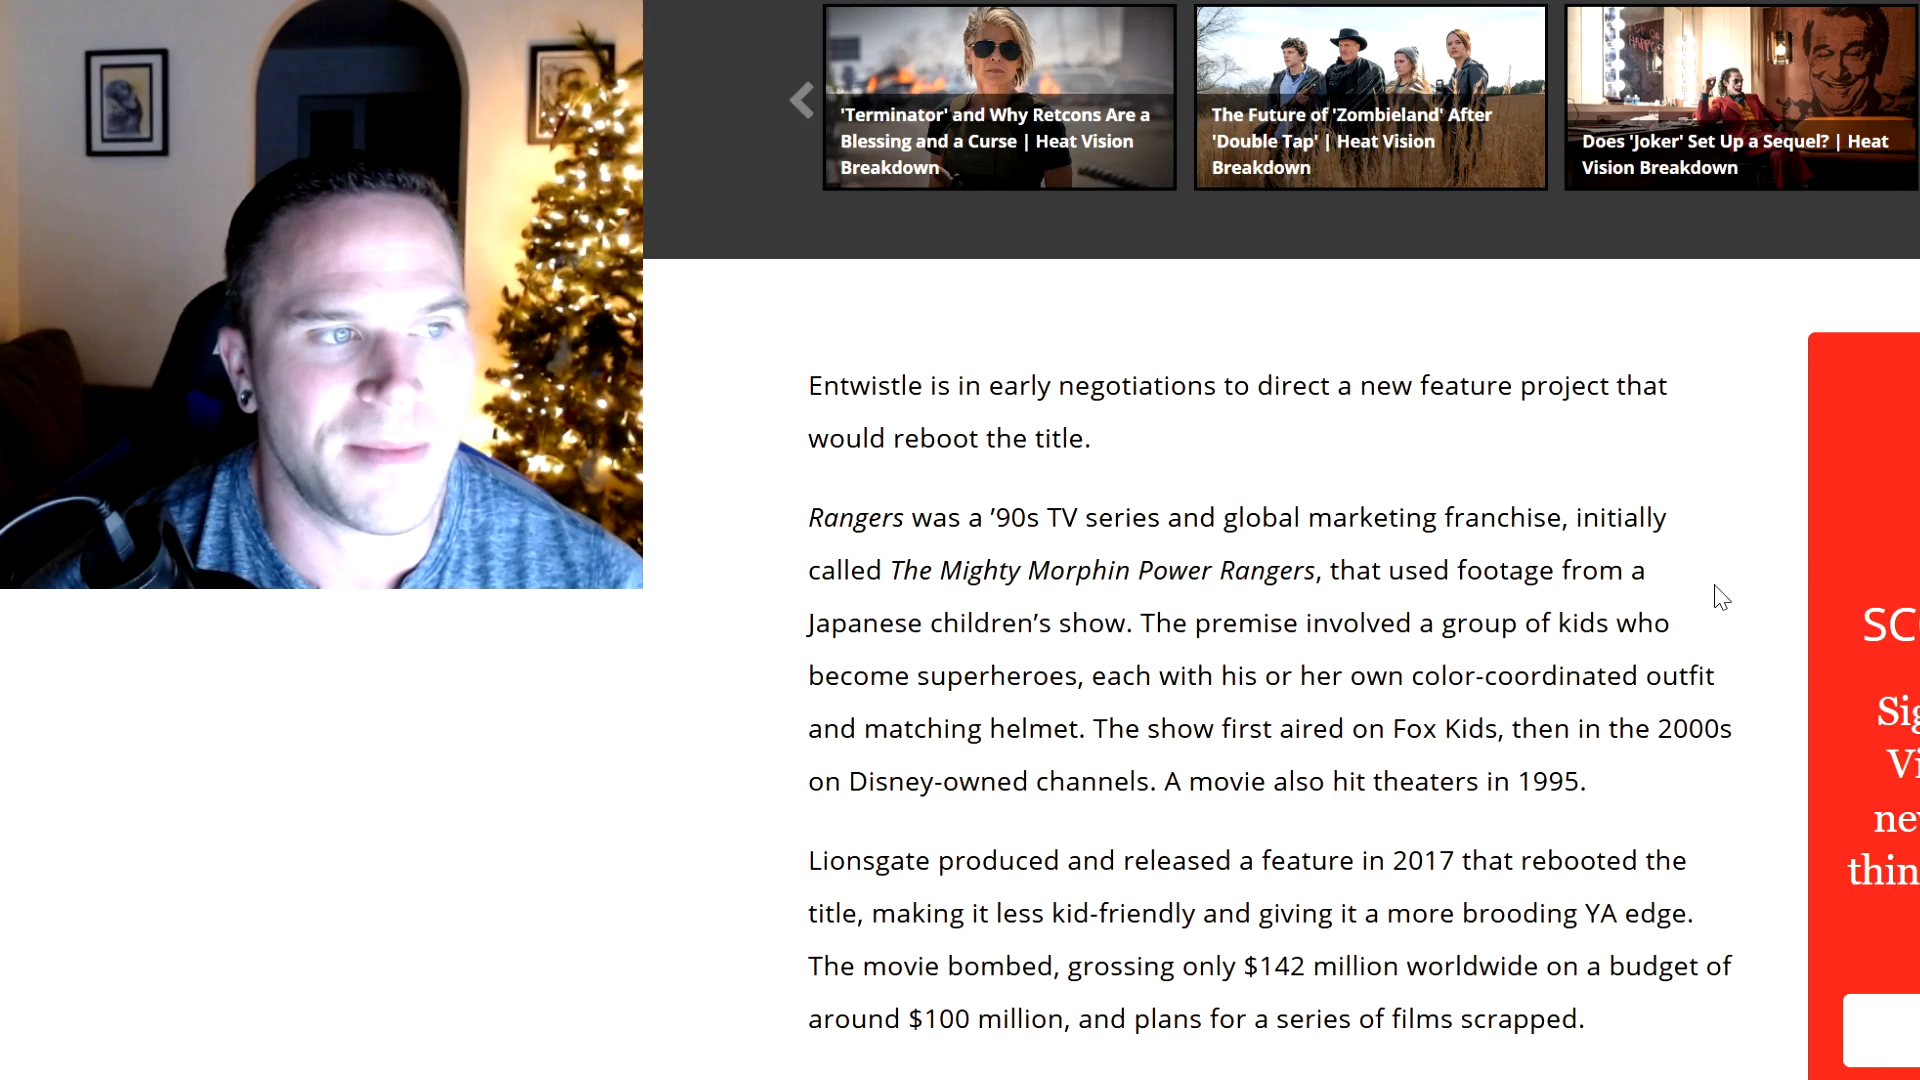 'Terminator' and Why Retcons Are a
Blessing and a Curse | Heat Vision
Breakdown
The Future of 'Zombieland' After
'Double Tap' | Heat Vision
Breakdown
Does 'Joker' Set Up a Sequel? | Heat
Vision Breakdown
Entwistle is in early negotiations to direct a new feature project that
would reboot the title.
Rangers was a ’90s TV series and global marketing franchise, initially
called The Mighty Morphin Power Rangers, that used footage from a
Japanese children’s show. The premise involved a group of kids who
become superheroes, each with his or her own color-coordinated outfit
and matching helmet. The show first aired on Fox Kids, then in the 2000s
on Disney-owned channels. A movie also hit theaters in 1995.
Lionsgate produced and released a feature in 2017 that rebooted the
title, making it less kid-friendly and giving it a more brooding YA edge.
The movie bombed, grossing only $142 million worldwide on a budget of
around $100 million, and plans for a series of films scrapped.